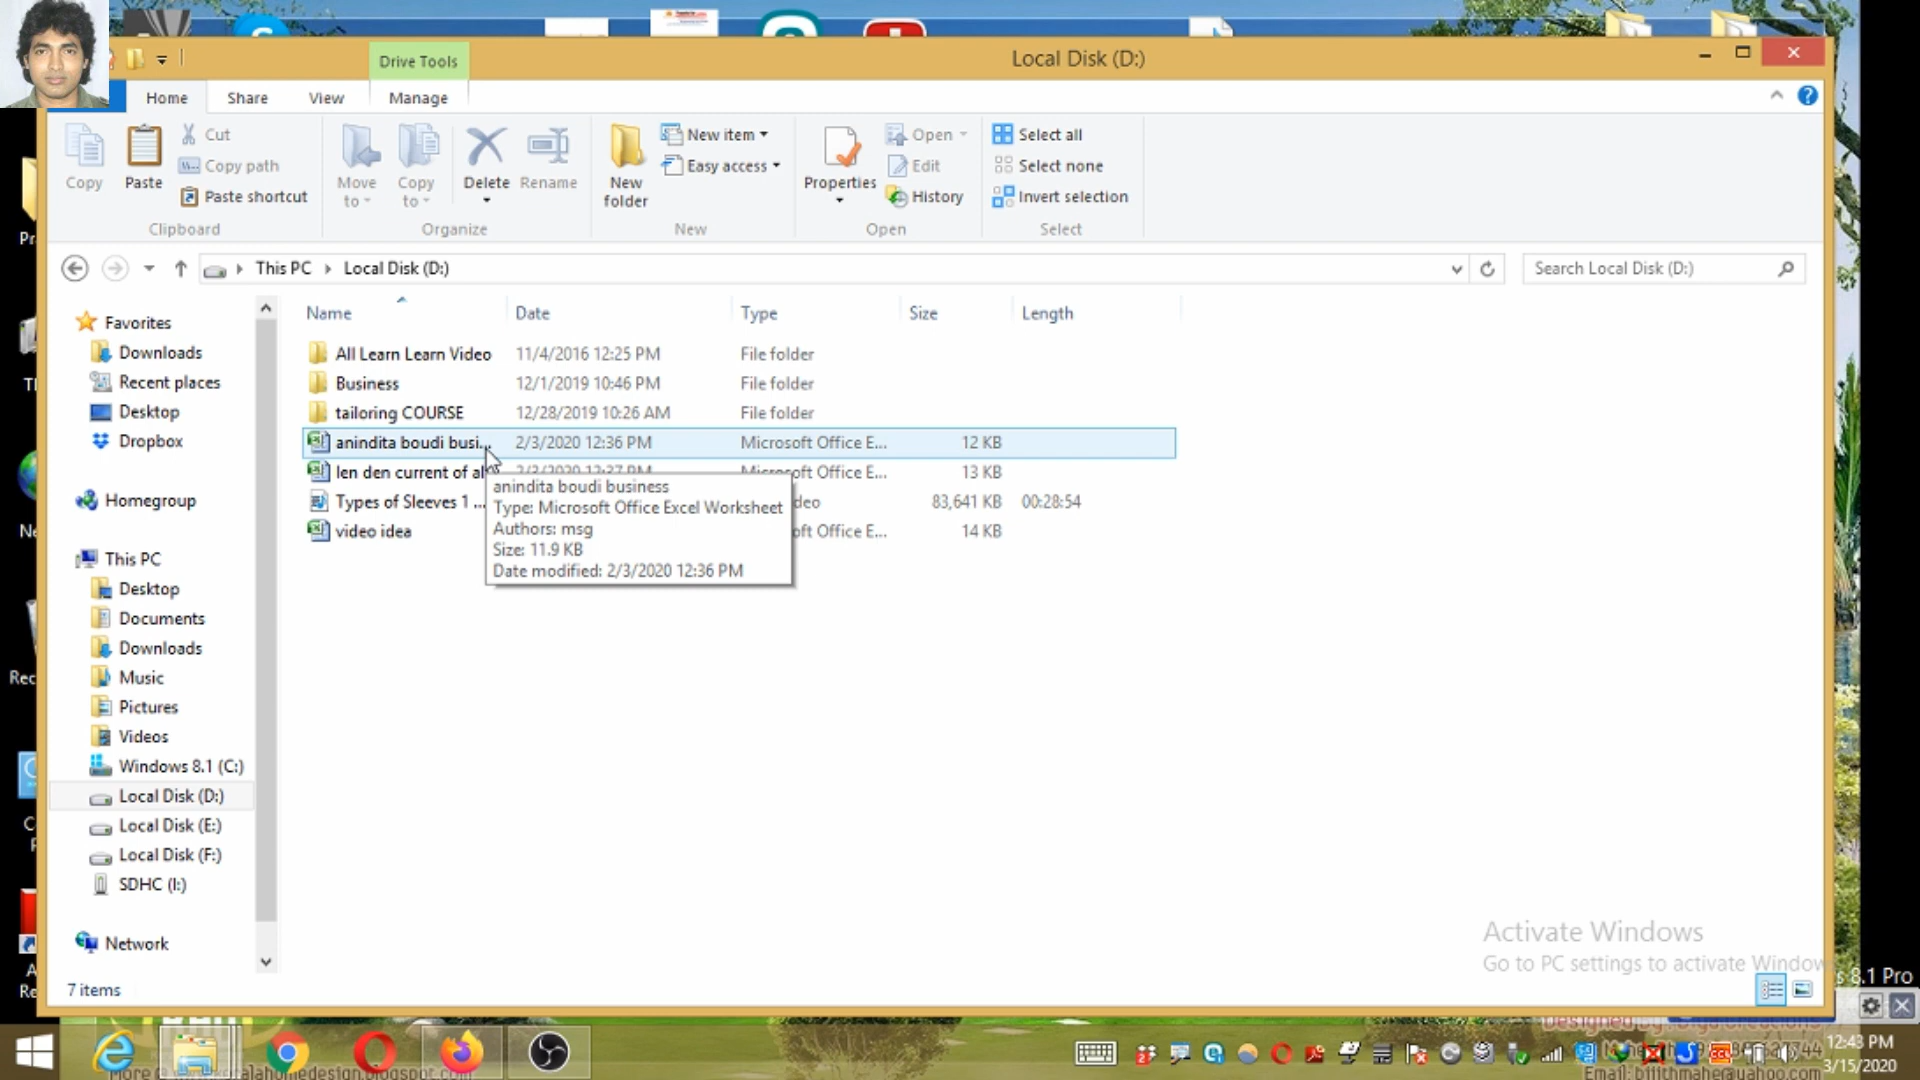 Drive Tools
Local Disk (D:)
Home
Share
View
Manage
Copy
Paste
Cut
Copy path
Paste shortcut
Clipboard
Move to
Copy to
Delete
Rename
Organize
New folder
New item
Easy access
New
Properties
Open
Edit
History
Open
Select all
Select none
Invert selection
Select
This PC
Local Disk (D:)
Search Local Disk (D:)
Favorites
Downloads
Recent places
Desktop
Dropbox
Homegroup
This PC
Desktop
Documents
Downloads
Music
Pictures
Videos
Windows 8.1 (C:)
Local Disk (D:)
Local Disk (E:)
Local Disk (F:)
SDHC (I:)
Network
Name Date Type Size Length
All Learn Learn Video 11/4/2016 12:25 PM File folder
Business 12/1/2019 10:46 PM File folder
tailoring COURSE 12/28/2019 10:26 AM File folder
anindita boudi busi... 2/3/2020 12:36 PM Microsoft Office E... 12 KB
len den current of al 2/3/2020 12:37 PM Microsoft Office E... 13 KB
Types of Sleeves 1 ... deo 83,641 KB 00:28:54
video idea oft Office E... 14 KB
anindita boudi business
Type: Microsoft Office Excel Worksheet
Authors: msg
Size: 11.9 KB
Date modified: 2/3/2020 12:36 PM
7 items
Activate Windows
Go to PC settings to activate Window
s 8.1 Pro
12:43 PM
3/15/2020